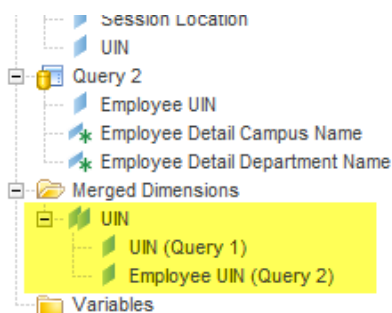 Session Location
UIN
Query 2
Employee UIN
Employee Detail Campus Name
Employee Detail Department Name
Merged Dimensions
UIN
UIN (Query 1)
Employee UIN (Query 2)
Variables